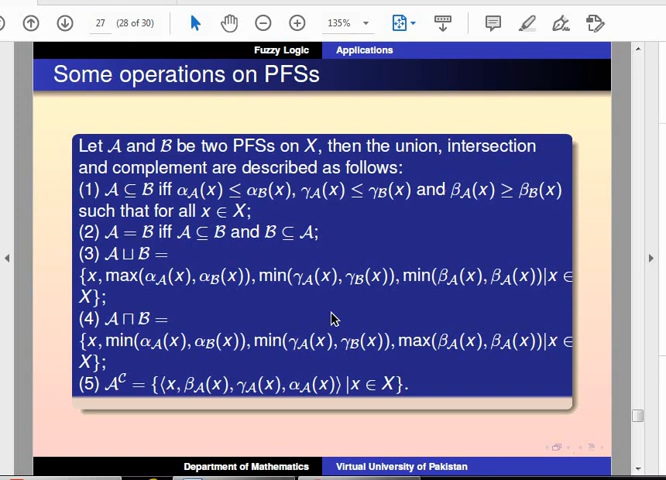 27 (28 of 30) 135%
Fuzzy Logic Applications
Some operations on PFSs
Let 𝒜 and ℬ be two PFSs on X, then the union, intersection
and complement are described as follows:
(1) 𝒜 ⊆ ℬ iff α𝒜(x) ≤ αℬ(x), γ𝒜(x) ≤ γℬ(x) and β𝒜(x) ≥ βℬ(x)
such that for all x ∈ X;
(2) 𝒜 = ℬ iff 𝒜 ⊆ ℬ and ℬ ⊆ 𝒜;
(3) 𝒜 ⊔ ℬ =
{x, max(α𝒜(x), αℬ(x)), min(γ𝒜(x), γℬ(x)), min(β𝒜(x), β𝒜(x))|x ∈
X};
(4) 𝒜 ⊓ ℬ =
{x, min(α𝒜(x), αℬ(x)), min(γ𝒜(x), γℬ(x)), max(β𝒜(x), β𝒜(x))|x ∈
X};
(5) 𝒜ᶜ = {⟨x, β𝒜(x), γ𝒜(x), α𝒜(x)⟩ |x ∈ X}.
Department of Mathematics Virtual University of Pakistan